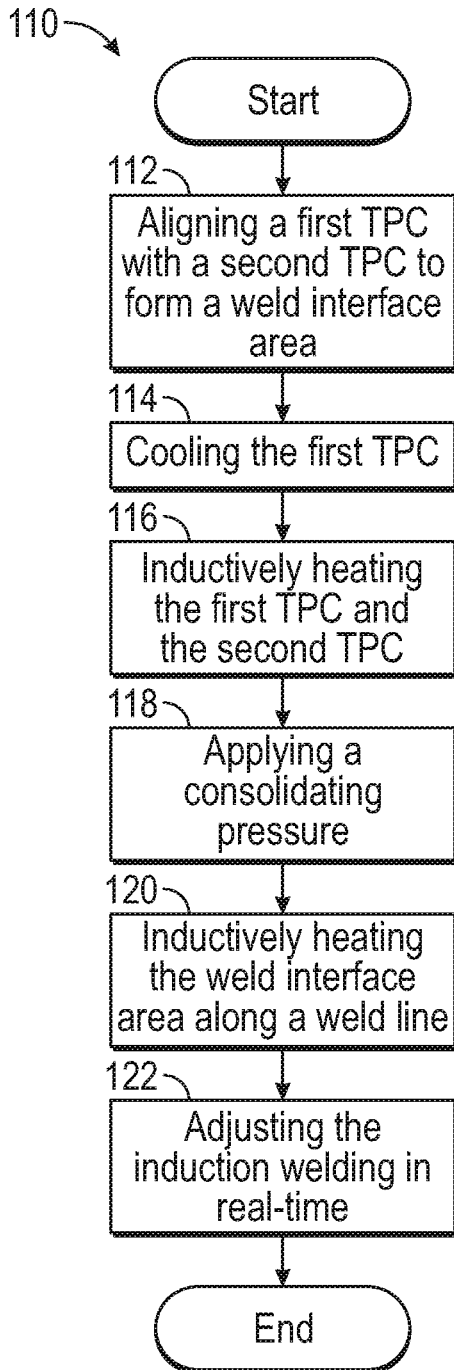 110
Start
112
Aligning a first TPC
with a second TPC to
form a weld interface
area
114
Cooling the first TPC
116
Inductively heating
the first TPC and
the second TPC
118
Applying a
consolidating
pressure
120
Inductively heating
the weld interface
area along a weld line
122
Adjusting the
induction welding in
real-time
End